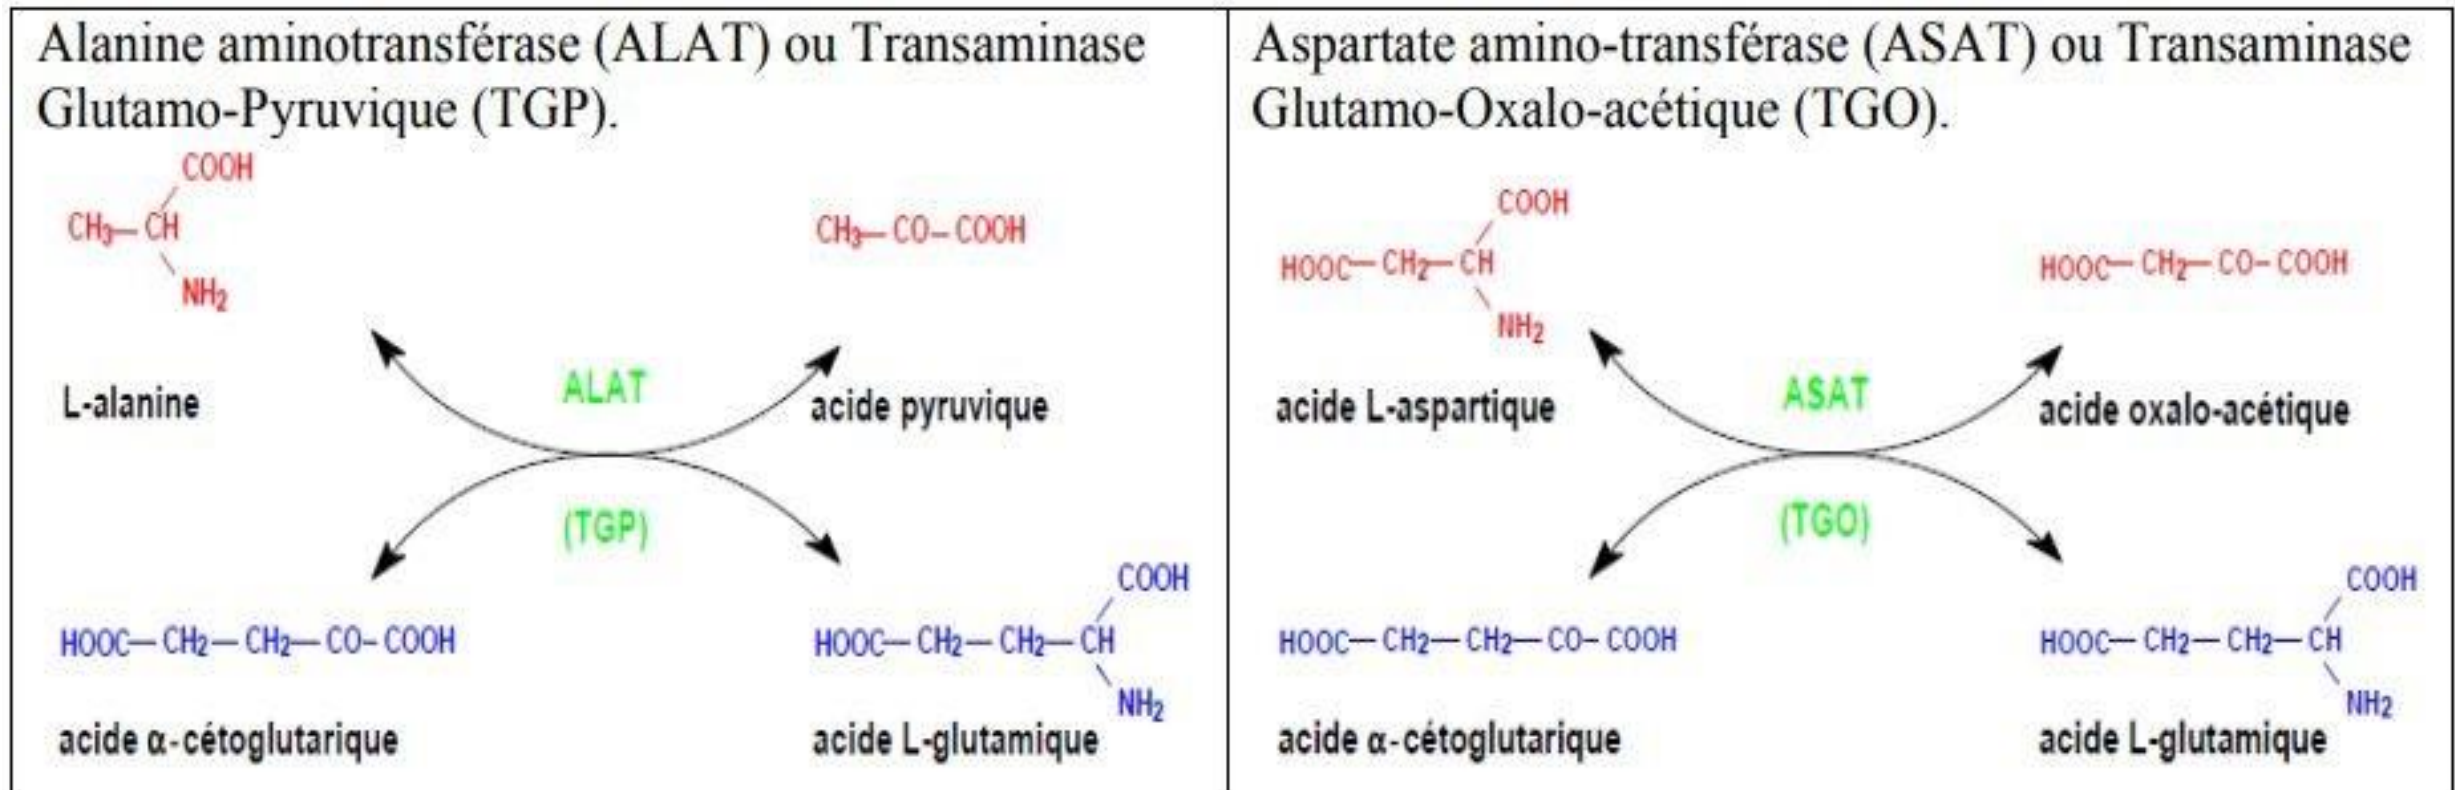 Alanine aminotransférase (ALAT) ou Transaminase
Glutamo-Pyruvique (TGP).
COOH
CH3—CH
NH2
CH3—CO–COOH
L-alanine
ALAT
acide pyruvique
(TGP)
HOOC—CH2—CH2—CO–COOH
COOH
HOOC—CH2—CH2—CH
NH2
acide α-cétoglutarique
acide L-glutamique
Aspartate amino-transférase (ASAT) ou Transaminase
Glutamo-Oxalo-acétique (TGO).
COOH
HOOC—CH2—CH
NH2
HOOC—CH2—CO–COOH
acide L-aspartique
ASAT
acide oxalo-acétique
(TGO)
HOOC—CH2—CH2—CO–COOH
COOH
HOOC—CH2—CH2—CH
NH2
acide α-cétoglutarique
acide L-glutamique